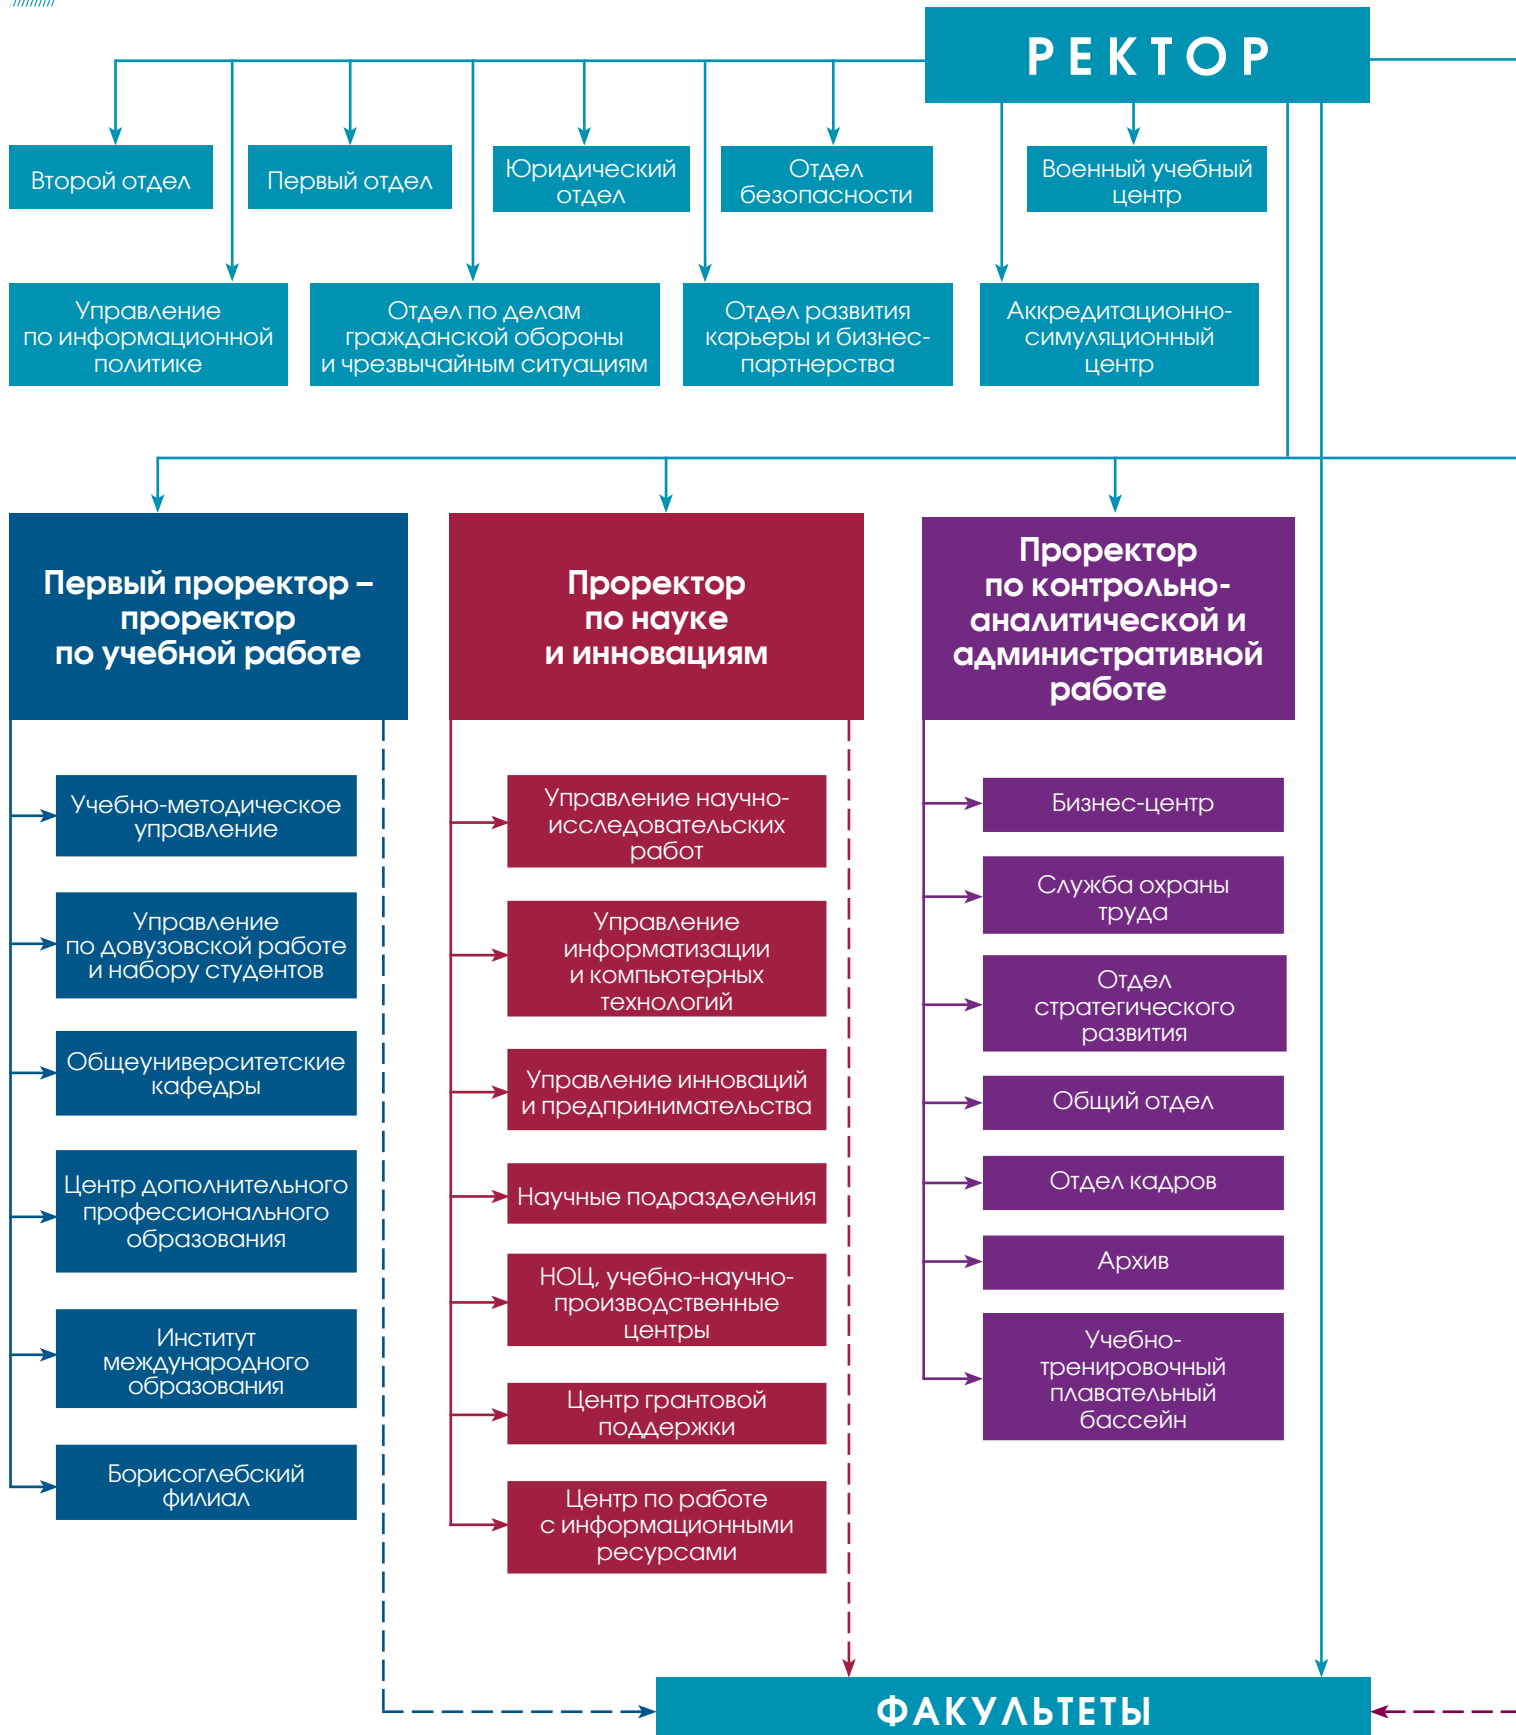 РЕКТОР
Второй отдел
Первый отдел
Юридический
отдел
Отдел
безопасности
Военный учебный
центр
Управление
по информационной
политике
Отдел по делам
гражданской обороны
и чрезвычайным ситуациям
Отдел развития
карьеры и бизнес-
партнерства
Аккредитационно-
симуляционный
центр
Первый проректор –
проректор
по учебной работе
Учебно-методическое
управление
Управление
по довузовской работе
и набору студентов
Общеуниверситетские
кафедры
Центр дополнительного
профессионального
образования
Институт
международного
образования
Борисоглебский
филиал
Проректор
по науке
и инновациям
Управление научно-
исследовательских
работ
Управление
информатизации
и компьютерных
технологий
Управление инноваций
и предпринимательства
Научные подразделения
НОЦ, учебно-научно-
производственные
центры
Центр грантовой
поддержки
Центр по работе
с информационными
ресурсами
Проректор
по контрольно-
аналитической и
административной
работе
Бизнес-центр
Служба охраны
труда
Отдел
стратегического
развития
Общий отдел
Отдел кадров
Архив
Учебно-
тренировочный
плавательный
бассейн
ФАКУЛЬТЕТЫ